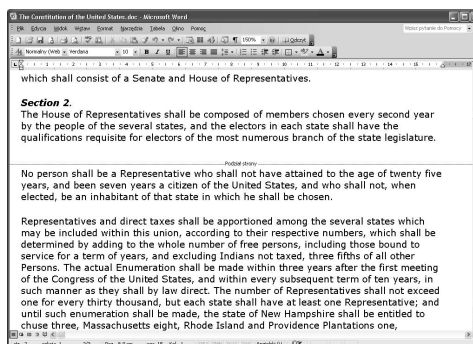 The Constitution of the United States.doc - Microsoft Word
Plik Edycja Widok Wstaw Format Narzędzia Tabela Okno Pomoc Wpisz pytanie do Pomocy
150% Odczyt
Normalny (Web) Verdana 10 B I U
which shall consist of a Senate and House of Representatives.
Section 2.
The House of Representatives shall be composed of members chosen every second year
by the people of the several states, and the electors in each state shall have the
qualifications requisite for electors of the most numerous branch of the state legislature.
Podział strony
No person shall be a Representative who shall not have attained to the age of twenty five
years, and been seven years a citizen of the United States, and who shall not, when
elected, be an inhabitant of that state in which he shall be chosen.
Representatives and direct taxes shall be apportioned among the several states which
may be included within this union, according to their respective numbers, which shall be
determined by adding to the whole number of free persons, including those bound to
service for a term of years, and excluding Indians not taxed, three fifths of all other
Persons. The actual Enumeration shall be made within three years after the first meeting
of the Congress of the United States, and within every subsequent term of ten years, in
such manner as they shall by law direct. The number of Representatives shall not exceed
one for every thirty thousand, but each state shall have at least one Representative; and
until such enumeration shall be made, the state of New Hampshire shall be entitled to
chuse three, Massachusetts eight, Rhode Island and Providence Plantations one,